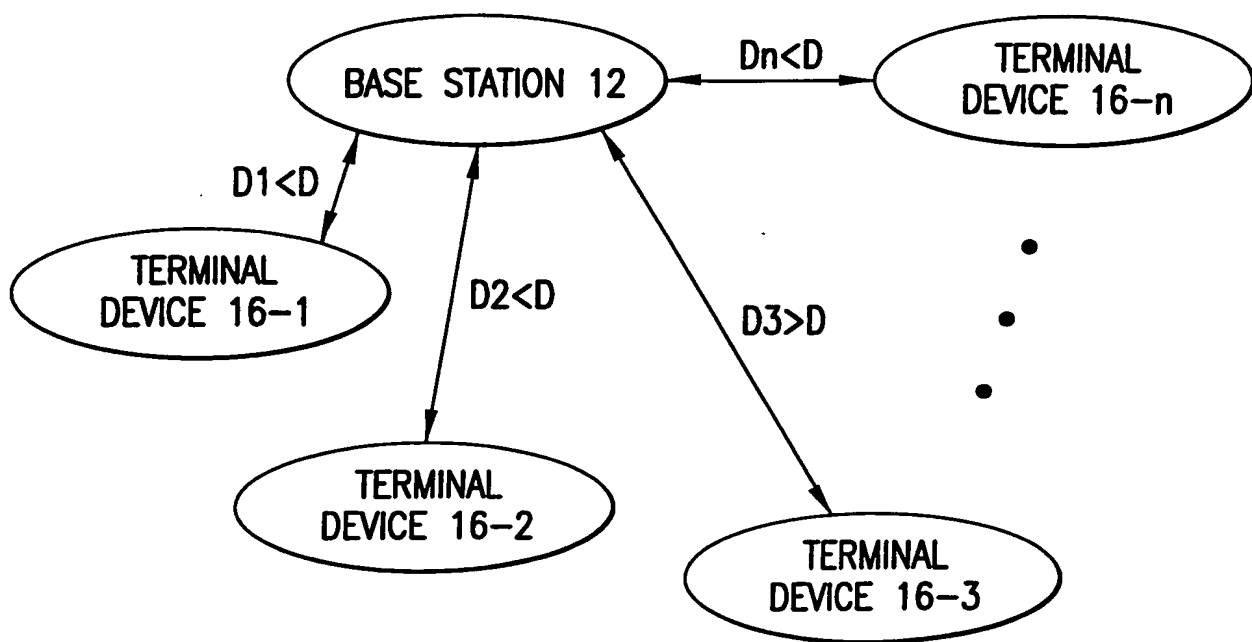 BASE STATION 12
Dn<D
TERMINAL
DEVICE 16-n
D1<D
TERMINAL
DEVICE 16-1
D2<D
D3>D
TERMINAL
DEVICE 16-2
TERMINAL
DEVICE 16-3